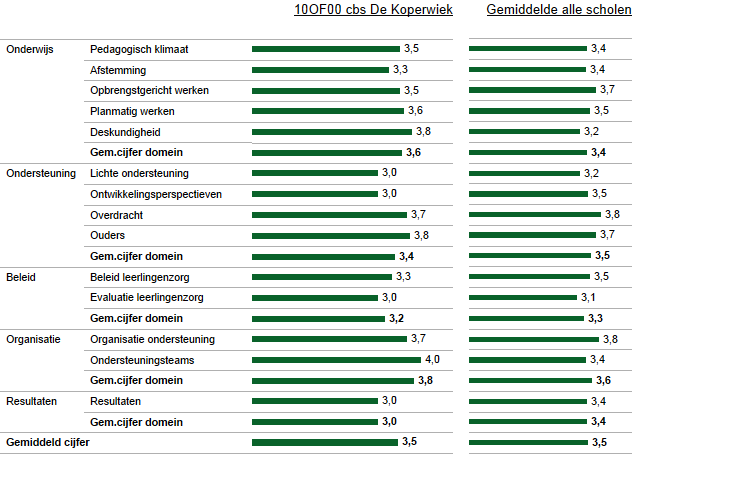 10OF00 cbs De Koperwiek Gemiddelde alle scholen
Onderwijs Pedagogisch klimaat 3,5 3,4
Afstemming 3,3 3,4
Opbrengstgericht werken 3,5 3,7
Planmatig werken 3,6 3,5
Deskundigheid 3,8 3,2
Gem.cijfer domein 3,6 3,4
Ondersteuning Lichte ondersteuning 3,0 3,2
Ontwikkelingsperspectieven 3,0 3,5
Overdracht 3,7 3,8
Ouders 3,8 3,7
Gem.cijfer domein 3,4 3,5
Beleid Beleid leerlingenzorg 3,3 3,5
Evaluatie leerlingenzorg 3,0 3,1
Gem.cijfer domein 3,2 3,3
Organisatie Organisatie ondersteuning 3,7 3,8
Ondersteuningsteams 4,0 3,4
Gem.cijfer domein 3,8 3,6
Resultaten Resultaten 3,0 3,4
Gem.cijfer domein 3,0 3,4
Gemiddeld cijfer 3,5 3,5